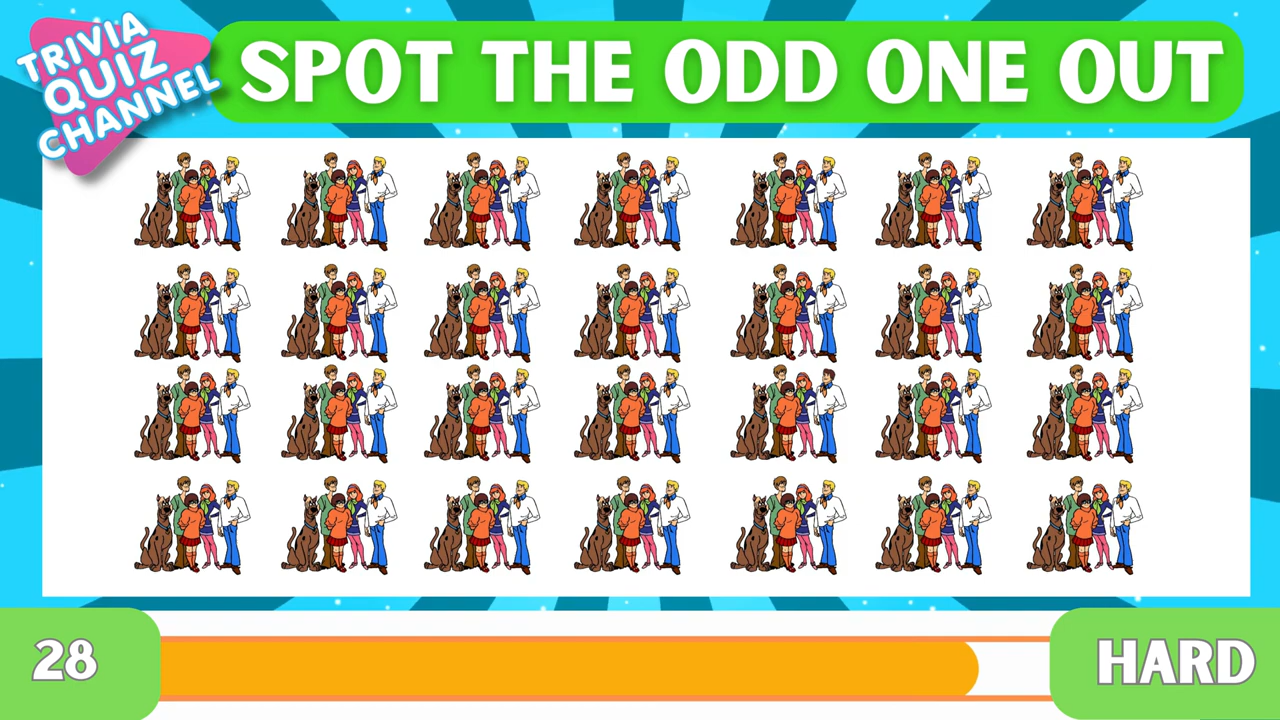 TRIVIA
QUIZ
CHANNEL
SPOT THE ODD ONE OUT
28
HARD